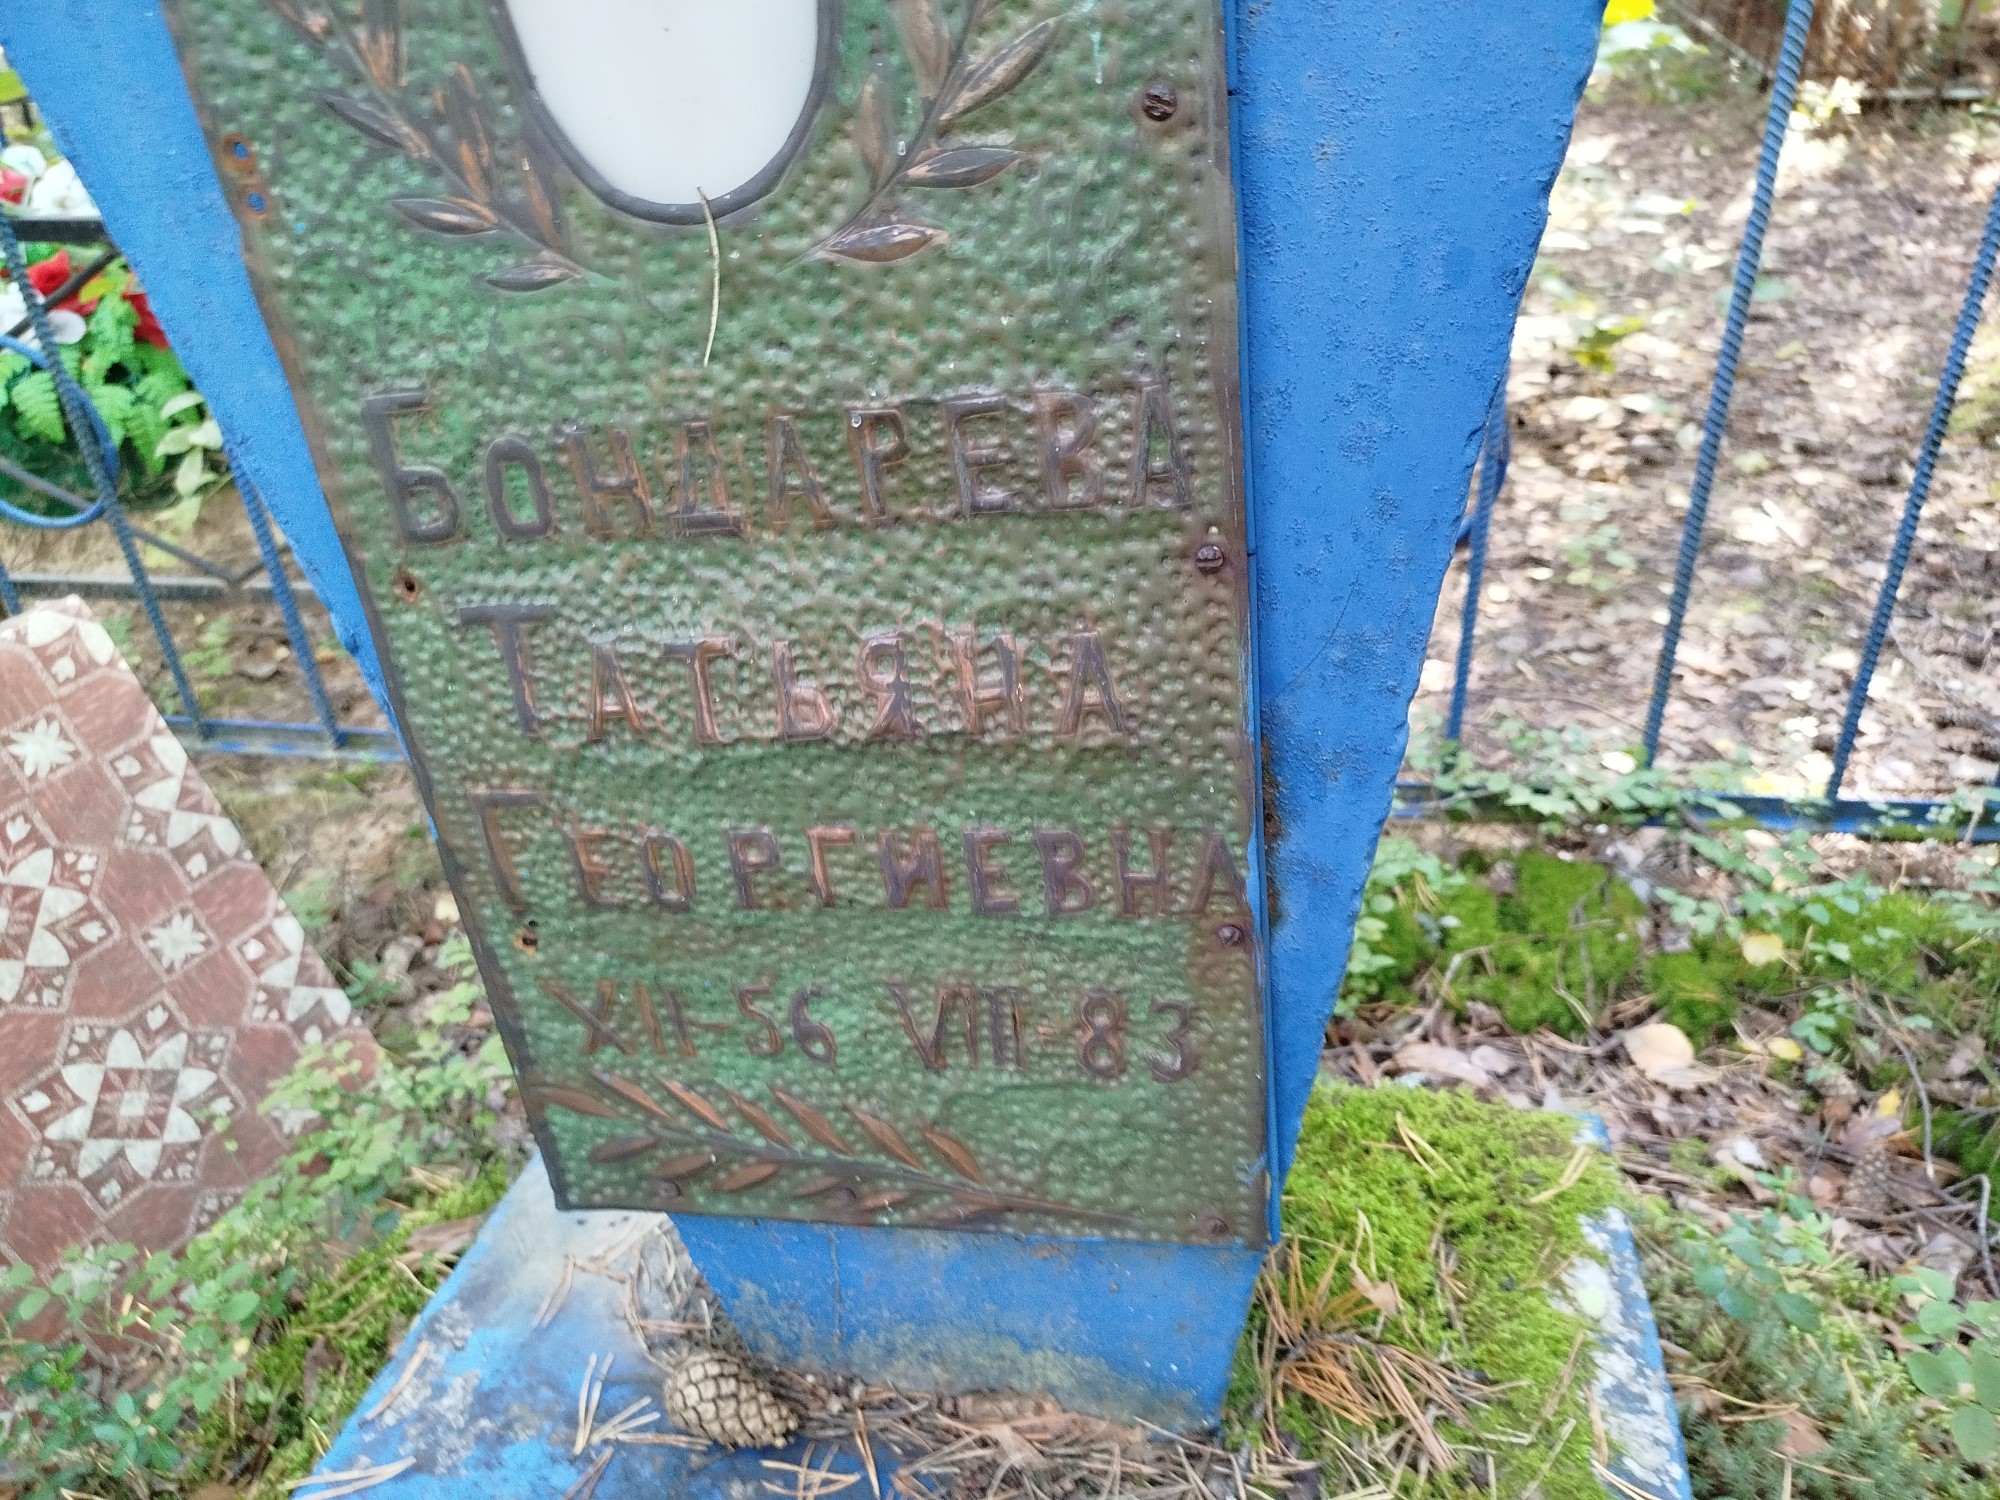 Бондарева
Татьяна
Георгиевна
XII-56 VIII-83